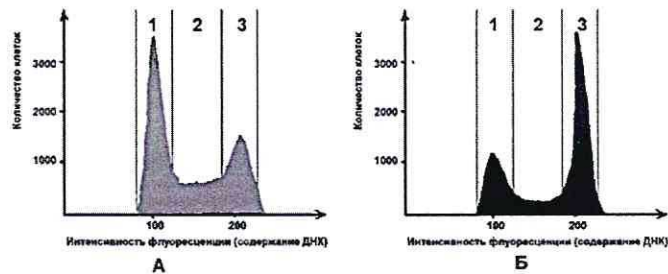 1 2 3
Количество клеток
3000
2000
1000
100 200
Интенсивность флуоресценции (содержание ДНК)
А
1 2 3
Количество клеток
3000
2000
1000
100 200
Интенсивность флуоресценции (содержание ДНК)
Б